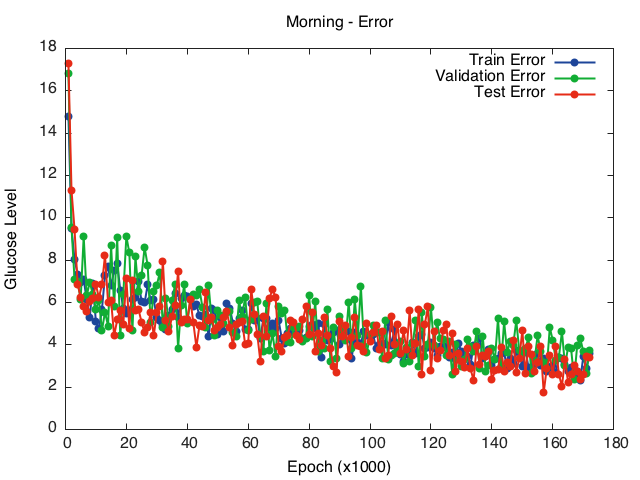 Morning - Error
Train Error
Validation Error
Test Error
18
16
14
12
10
8
6
4
2
0
Glucose Level
0 20 40 60 80 100 120 140 160 180
Epoch (x1000)